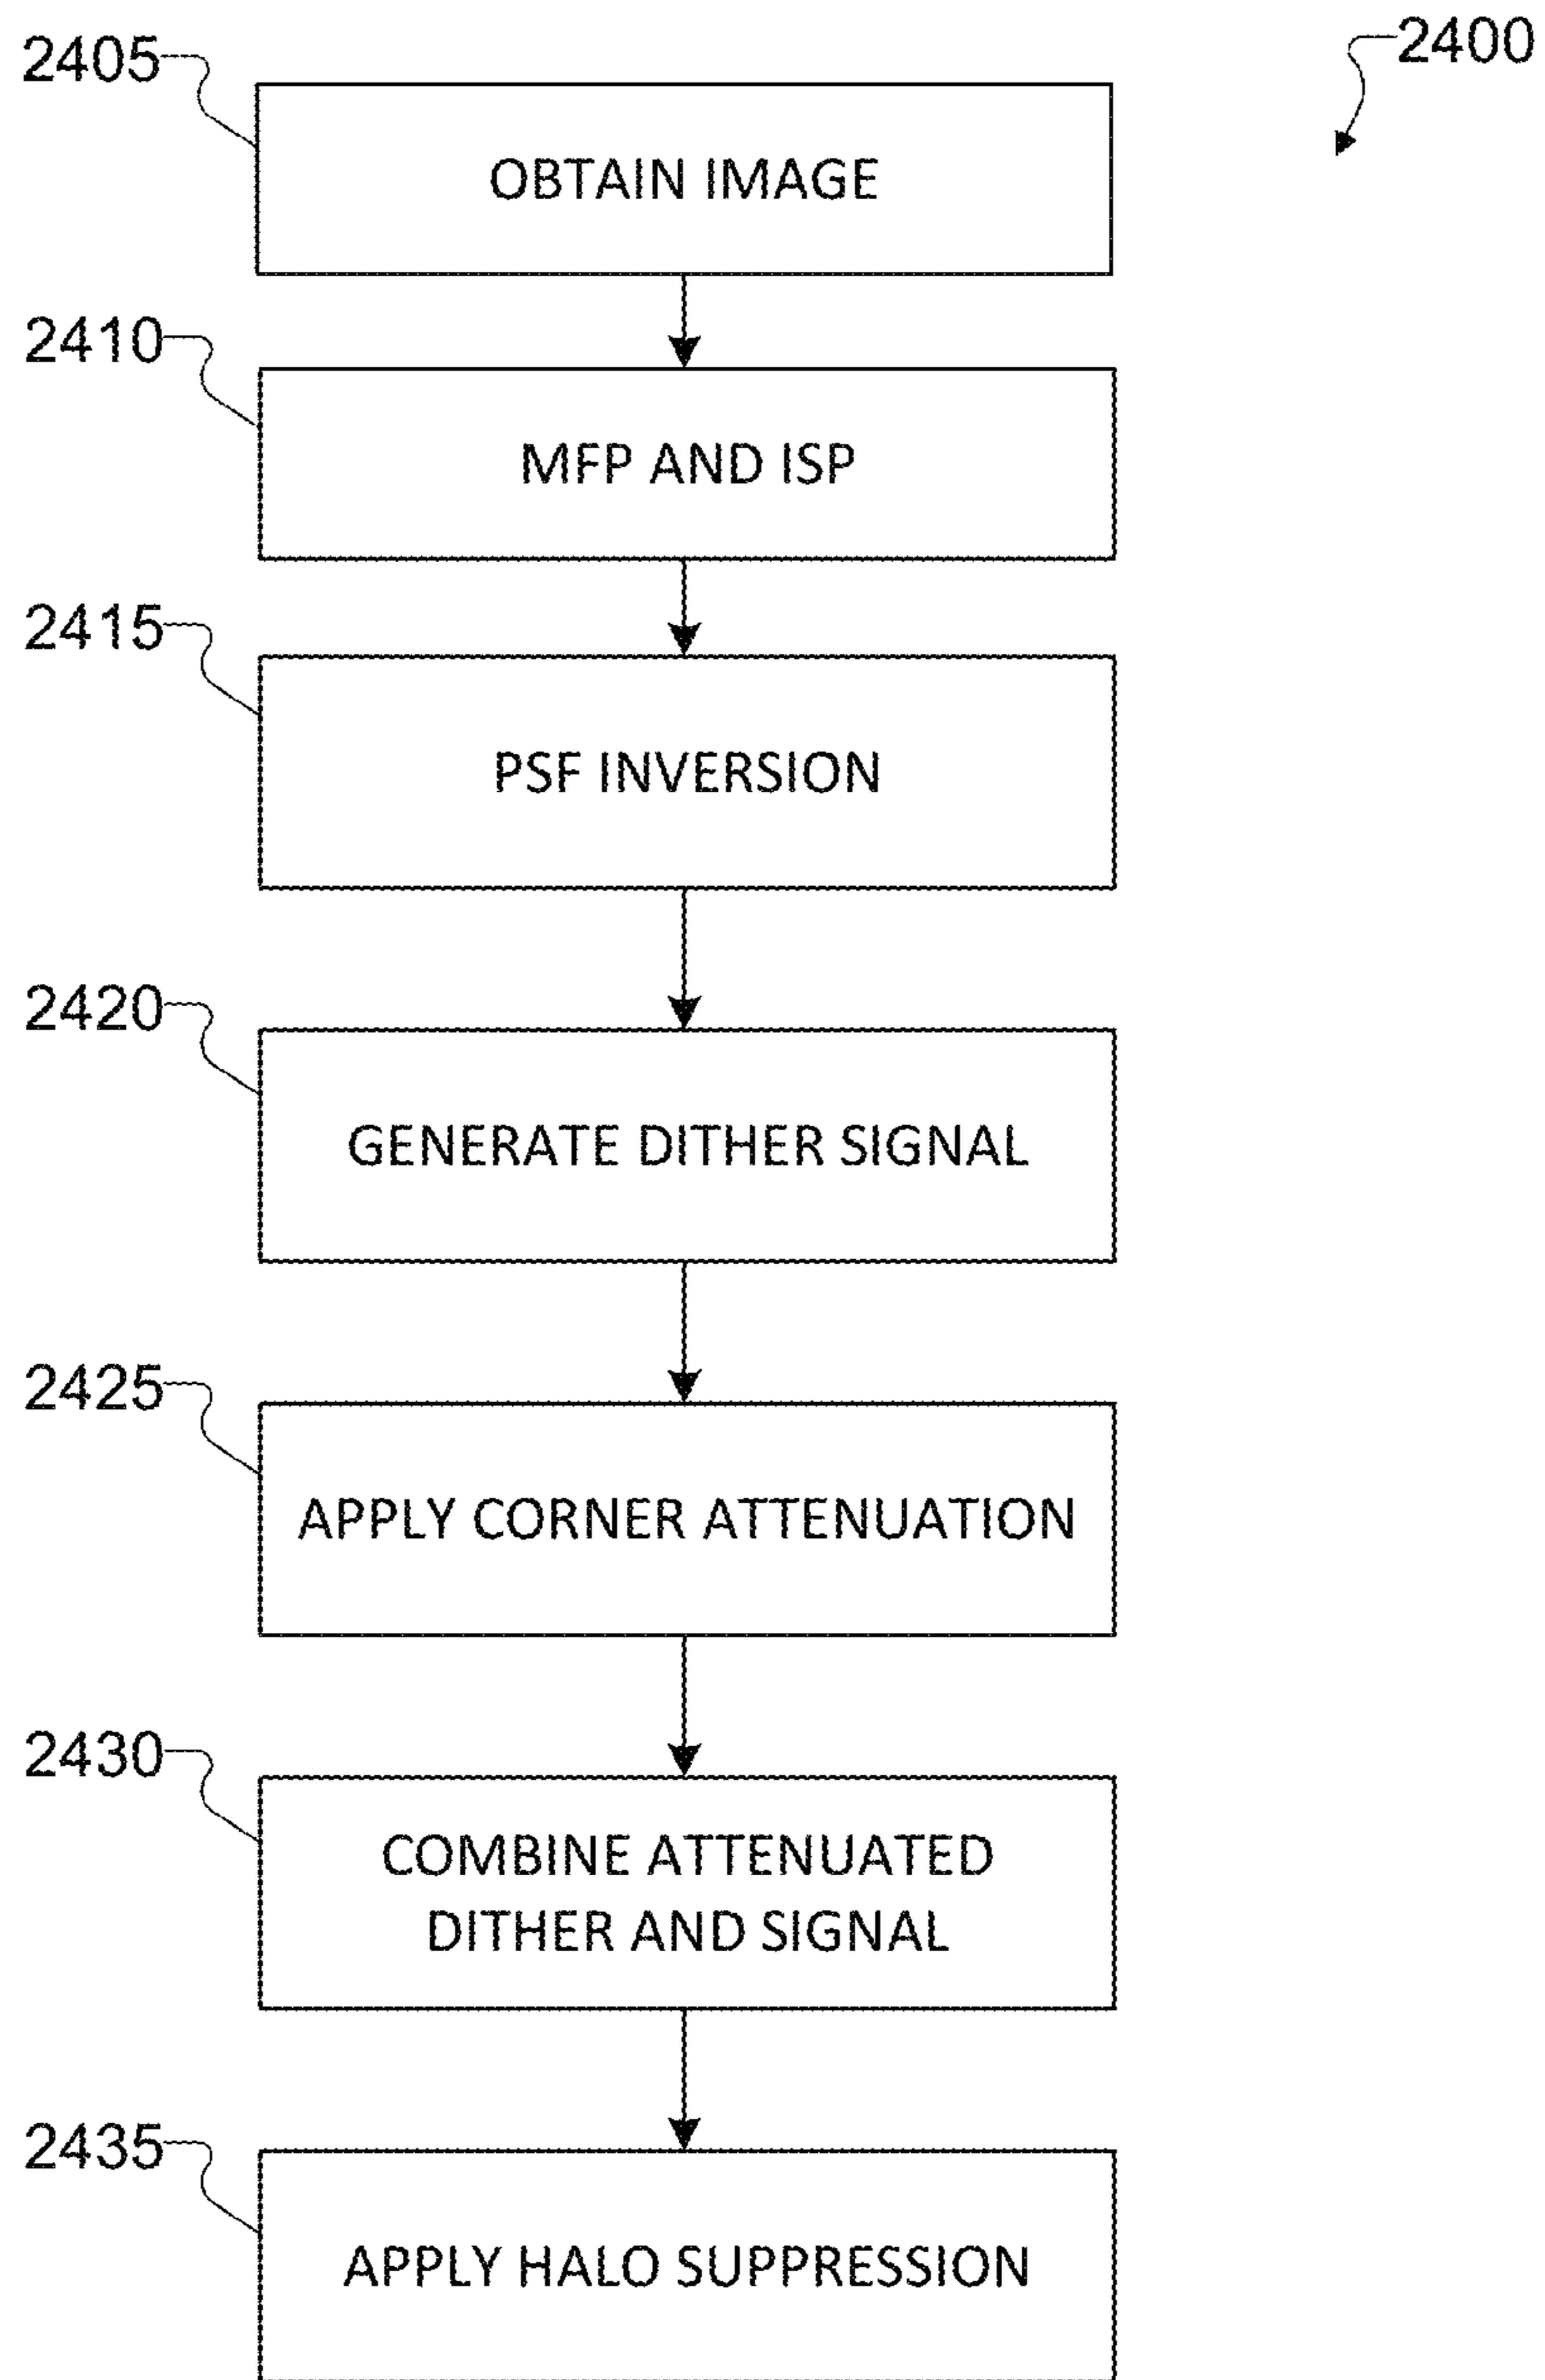 2400
2405
OBTAIN IMAGE
2410
MFP AND ISP
2415
PSF INVERSION
2420
GENERATE DITHER SIGNAL
2425
APPLY CORNER ATTENUATION
2430
COMBINE ATTENUATED
DITHER AND SIGNAL
2435
APPLY HALO SUPPRESSION